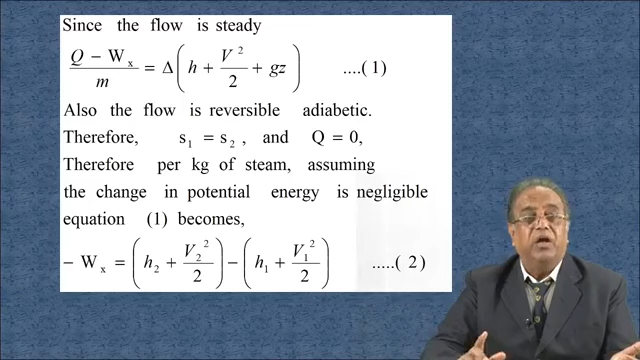 Since the flow is steady
(Q − Wx)/m = Δ(h + V²/2 + gz) ....(1)
Also the flow is reversible adiabetic.
Therefore, s₁ = s₂, and Q = 0,
Therefore per kg of steam, assuming
the change in potential energy is negligible
equation (1) becomes,
− Wx = (h₂ + V₂²/2) − (h₁ + V₁²/2) .....( 2)